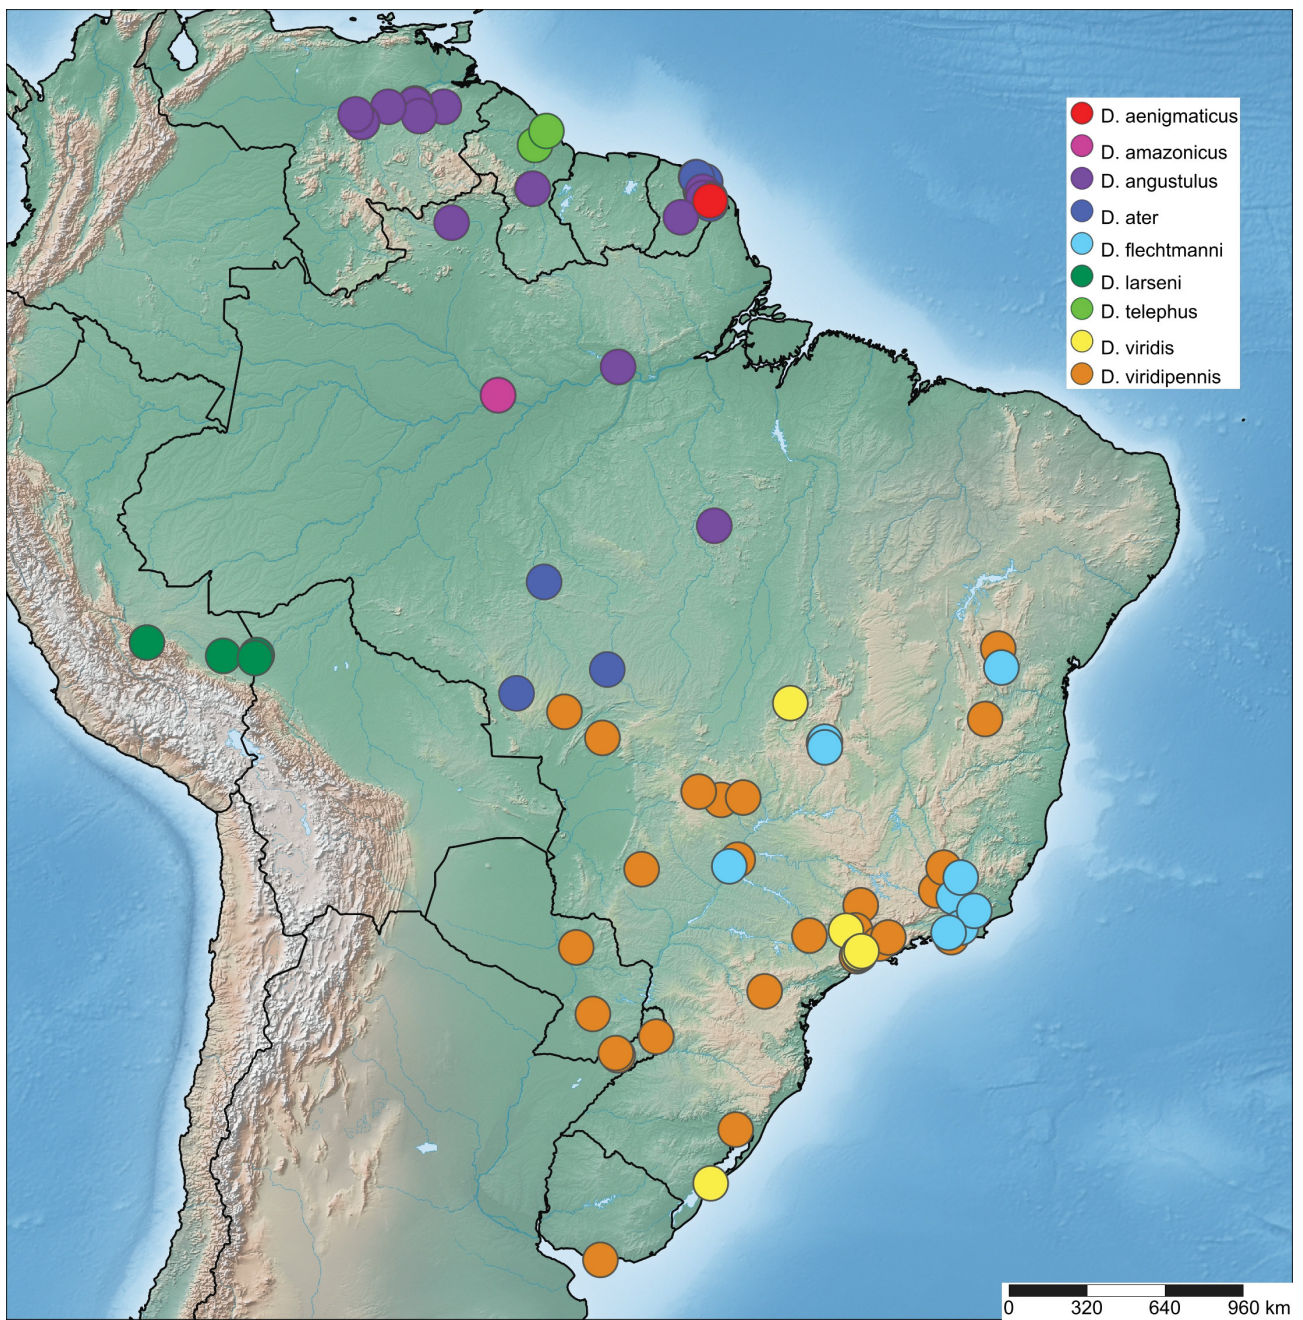 D. aenigmaticus
D. amazonicus
D. angustulus
D. ater
D. flechtmanni
D. larseni
D. telephus
D. viridis
D. viridipennis
0 320 640 960 km